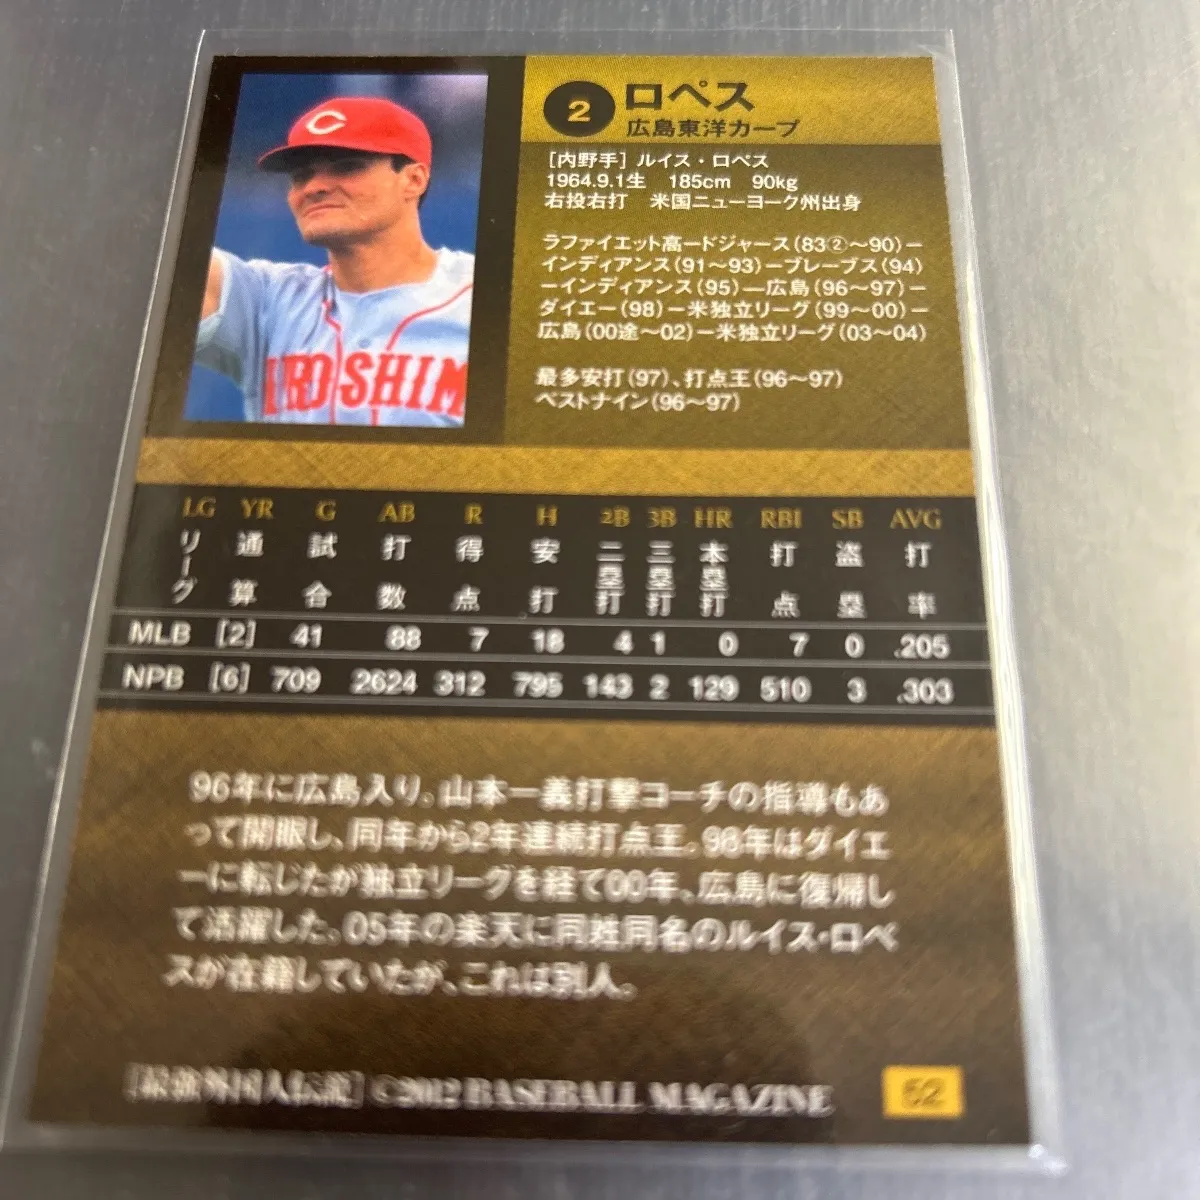 2 ロペス
広島東洋カープ
[内野手] ルイス・ロペス
1964.9.1生 185cm 90kg
右投右打 米国ニューヨーク州出身
ラファイエット高ードジャース(83②〜90)−
インディアンス(91〜93)−ブレーブス(94)
−インディアンス(95)−広島(96〜97)−
ダイエー(98)−米独立リーグ(99〜00)−
広島(00途〜02)−米独立リーグ(03〜04)
最多安打(97)、打点王(96〜97)
ベストナイン(96〜97)
C
HIROSHIM
LG YR G AB R H 2B 3B HR RBI SB AVG
リーグ 通算 試合 打数 得点 安打 二塁打 三塁打 本塁打 打点 盗塁 打率
MLB [2] 41 88 7 18 4 1 0 7 0 .205
NPB [6] 709 2624 312 795 143 2 129 510 3 .303
96年に広島入り。山本一義打撃コーチの指導もあ
って開眼し、同年から2年連続打点王。98年はダイエ
ーに転じたが独立リーグを経て00年、広島に復帰し
て活躍した。05年の楽天に同姓同名のルイス・ロペ
スが在籍していたが、これは別人。
[最強外国人伝説] ©2012 BASEBALL MAGAZINE
62